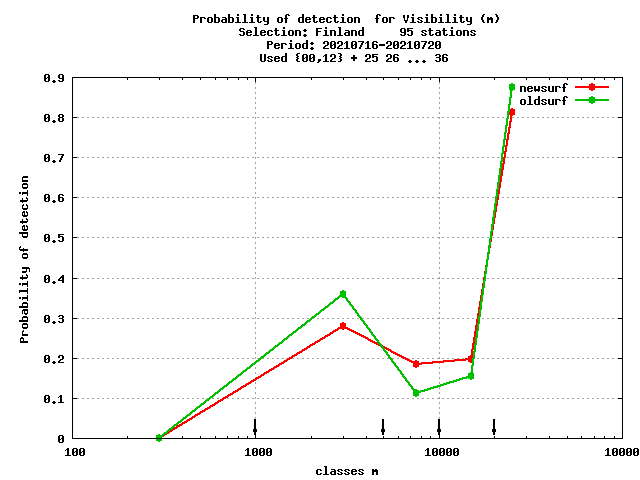 Probability of detection  for Visibility (m)
Selection: Finland     95 stations
Period: 20210716-20210720
Used {00,12} + 25 26 ... 36
newsurf
oldsurf
Probability of detection
0.9
0.8
0.7
0.6
0.5
0.4
0.3
0.2
0.1
0
100 1000 10000 10000
classes m